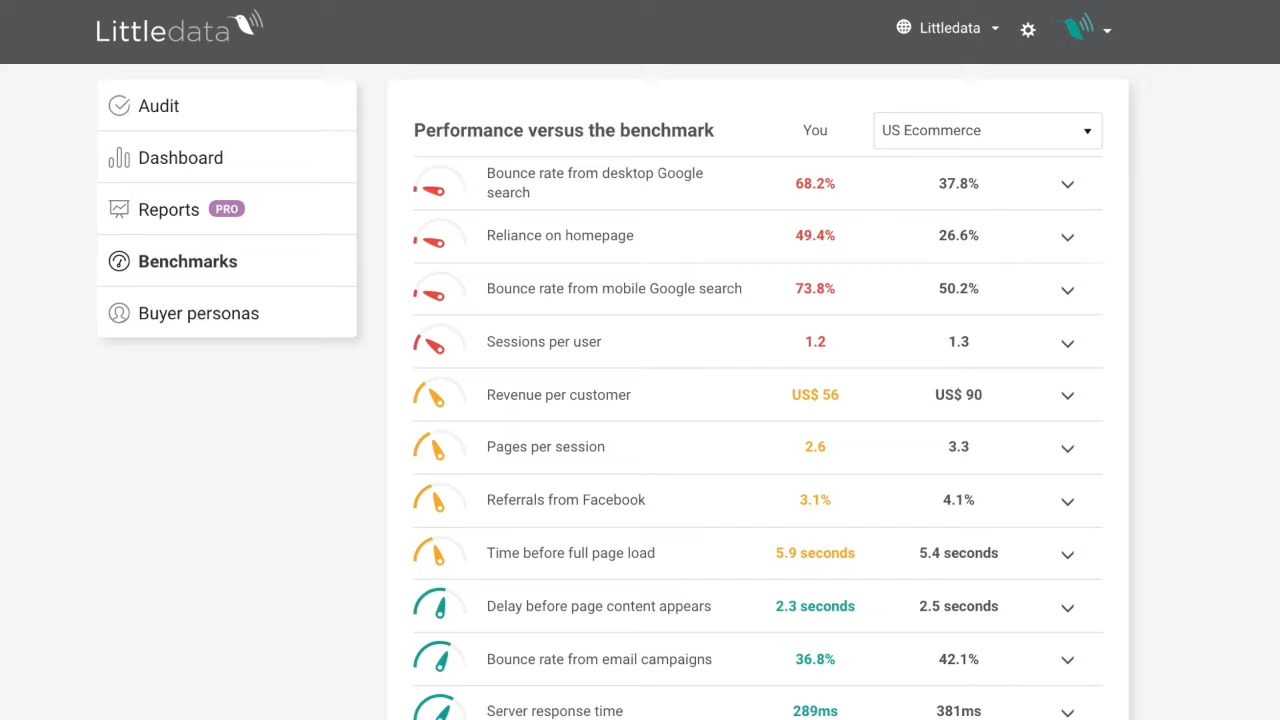 Littledata
Littledata
Audit
Dashboard
Reports PRO
Benchmarks
Buyer personas
Performance versus the benchmark You US Ecommerce
Bounce rate from desktop Google
search 68.2% 37.8%
Reliance on homepage 49.4% 26.6%
Bounce rate from mobile Google search 73.8% 50.2%
Sessions per user 1.2 1.3
Revenue per customer US$ 56 US$ 90
Pages per session 2.6 3.3
Referrals from Facebook 3.1% 4.1%
Time before full page load 5.9 seconds 5.4 seconds
Delay before page content appears 2.3 seconds 2.5 seconds
Bounce rate from email campaigns 36.8% 42.1%
Server response time 289ms 381ms